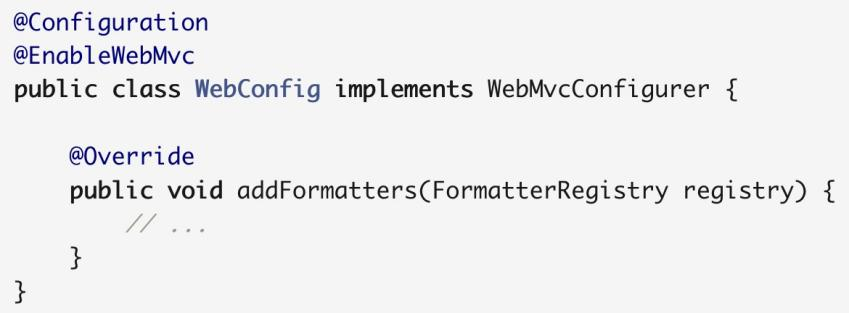 @Configuration
@EnableWebMvc
public class WebConfig implements WebMvcConfigurer {
@Override
public void addFormatters(FormatterRegistry registry) {
// ...
}
}